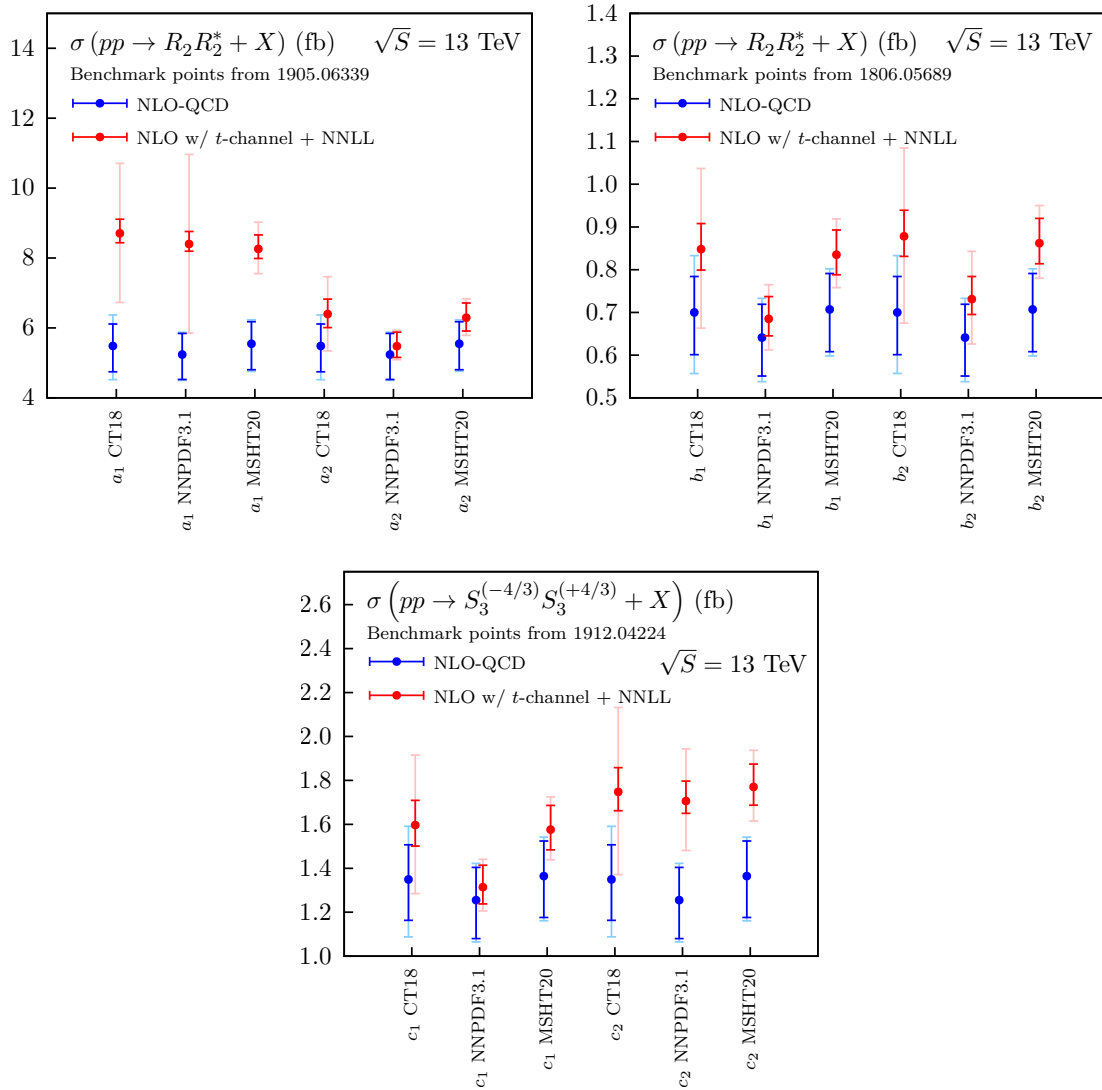 σ (pp → R₂R₂* + X) (fb) √S = 13 TeV
Benchmark points from 1905.06339
NLO-QCD
NLO w/ t-channel + NNLL
14
12
10
8
6
4
a₁ CT18
a₁ NNPDF3.1
a₁ MSHT20
a₂ CT18
a₂ NNPDF3.1
a₂ MSHT20
σ (pp → R₂R₂* + X) (fb) √S = 13 TeV
Benchmark points from 1806.05689
NLO-QCD
NLO w/ t-channel + NNLL
1.4
1.3
1.2
1.1
1.0
0.9
0.8
0.7
0.6
0.5
b₁ CT18
b₁ NNPDF3.1
b₁ MSHT20
b₂ CT18
b₂ NNPDF3.1
b₂ MSHT20
σ (pp → S₃^(−4/3) S₃^(+4/3) + X) (fb)
Benchmark points from 1912.04224
NLO-QCD
√S = 13 TeV
NLO w/ t-channel + NNLL
2.6
2.4
2.2
2.0
1.8
1.6
1.4
1.2
1.0
c₁ CT18
c₁ NNPDF3.1
c₁ MSHT20
c₂ CT18
c₂ NNPDF3.1
c₂ MSHT20